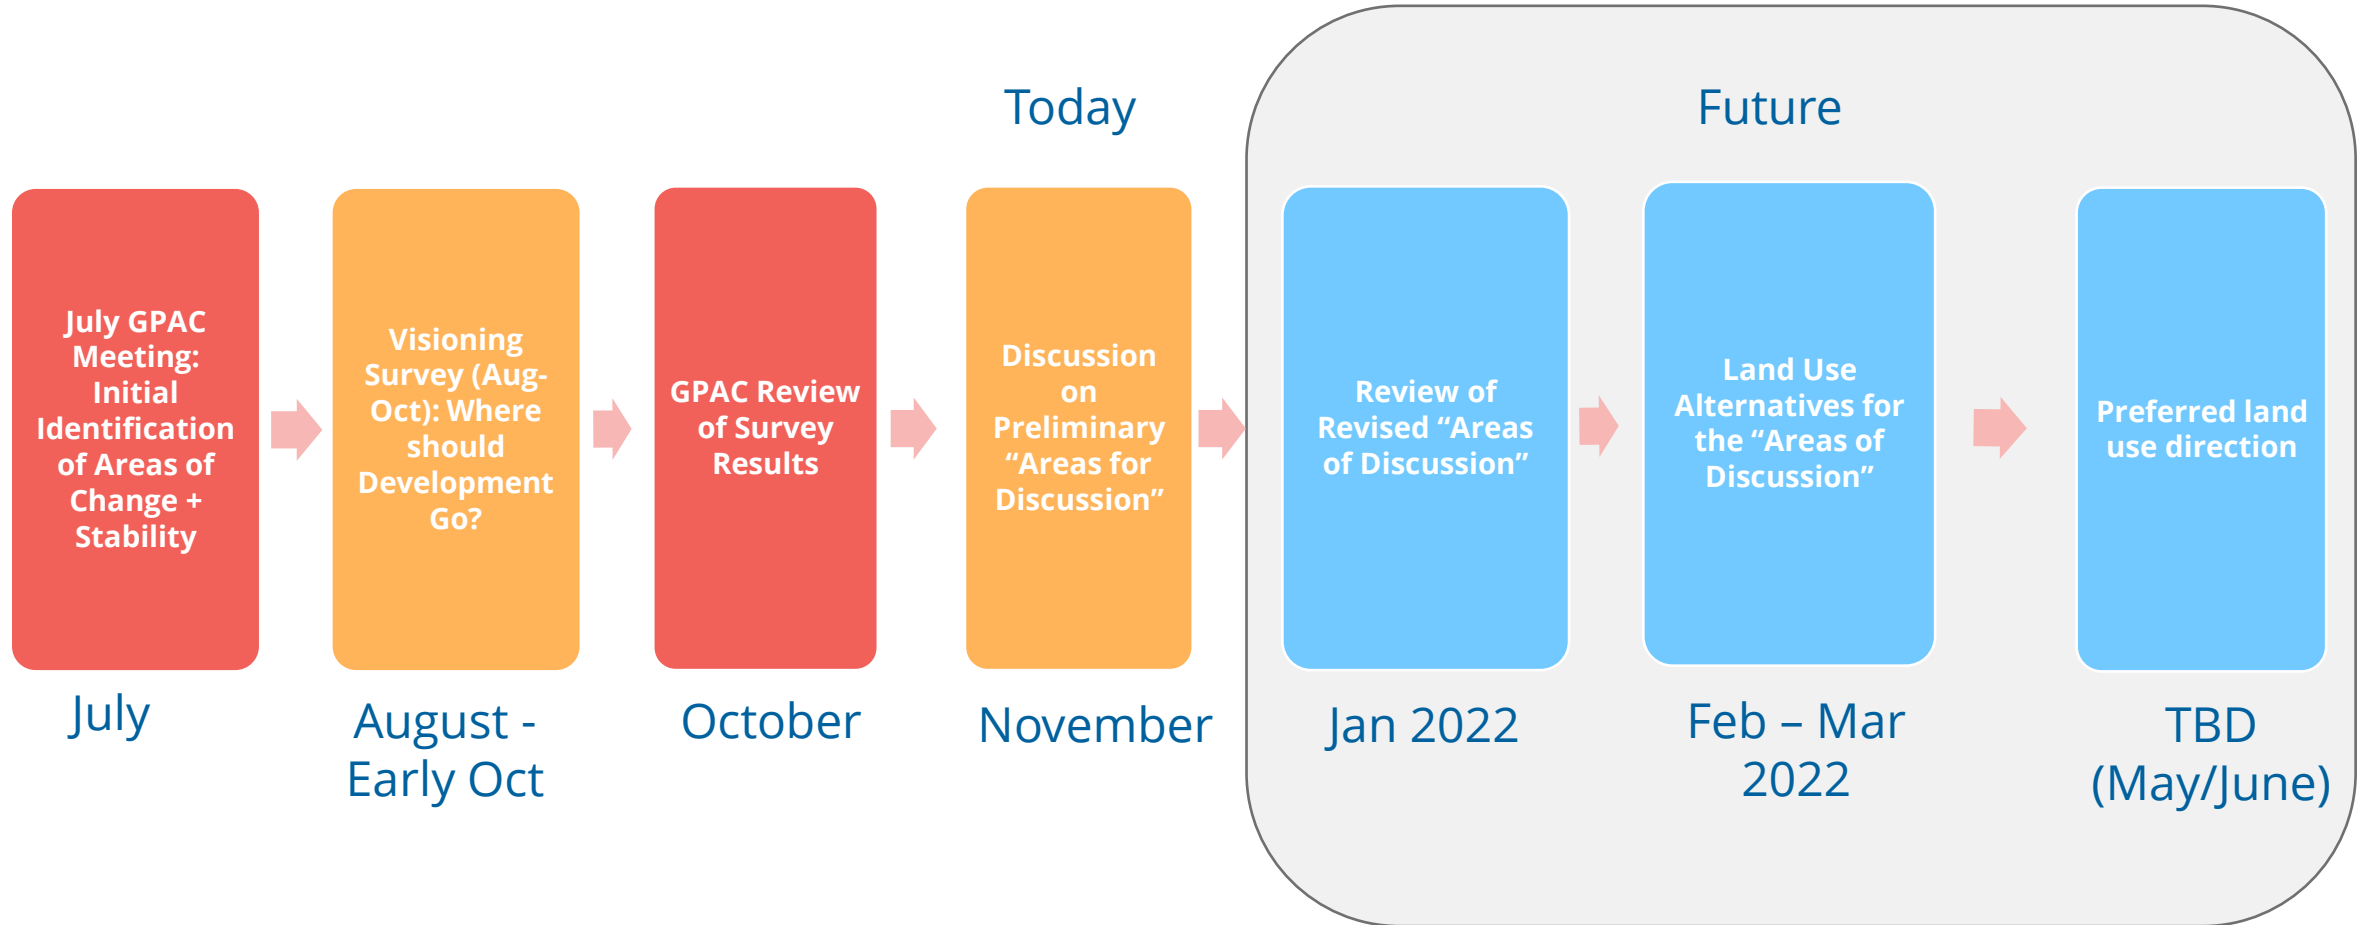 Today
Future
July GPAC
Meeting:
Initial
Identification
of Areas of
Change +
Stability
Visioning
Survey (Aug-
Oct): Where
should
Development
Go?
GPAC Review
of Survey
Results
Discussion
on
Preliminary
“Areas for
Discussion”
Review of
Revised “Areas
of Discussion”
Land Use
Alternatives for
the “Areas of
Discussion”
Preferred land
use direction
July
August -
Early Oct
October
November
Jan 2022
Feb – Mar
2022
TBD
(May/June)